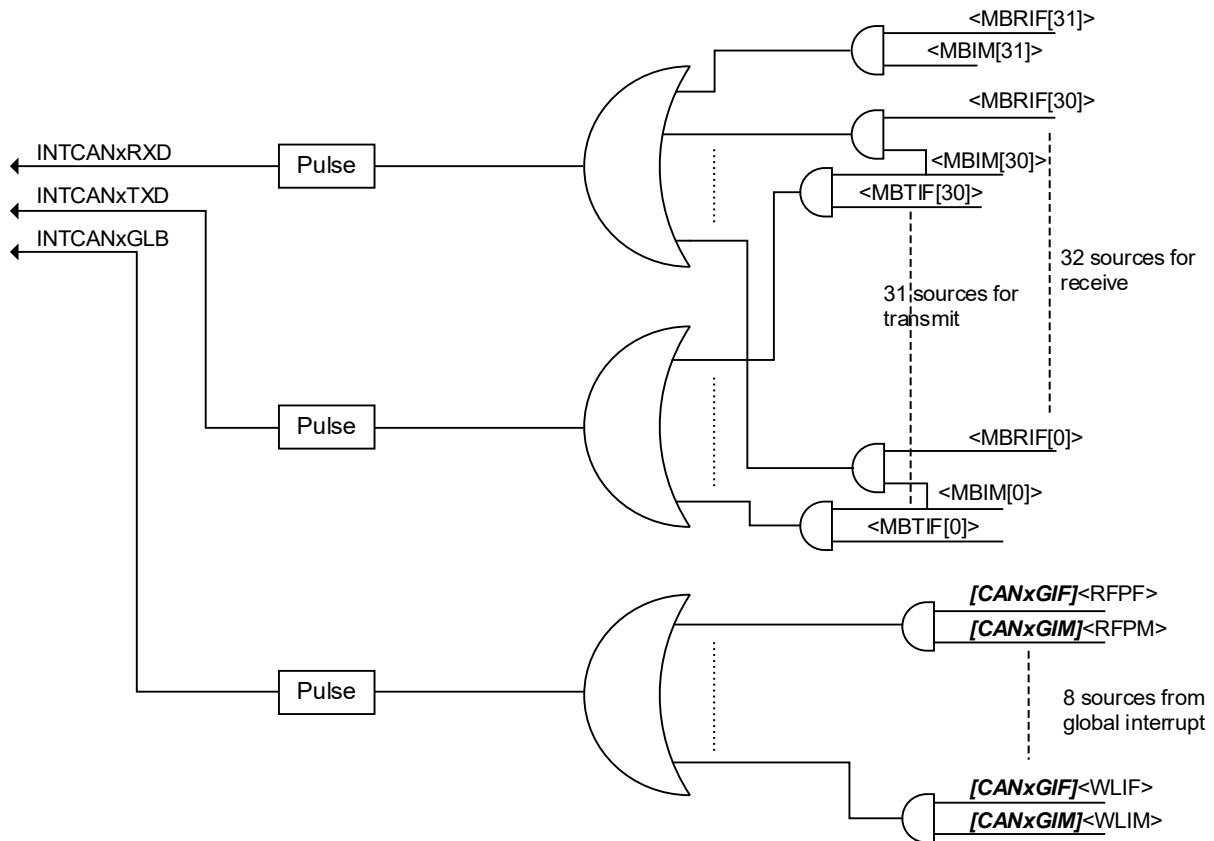 <MBRIF[31]>
<MBIM[31]>
<MBRIF[30]>
INTCANxRXD
Pulse
<MBIM[30]>
<MBTIF[30]>
INTCANxTXD
INTCANxGLB
32 sources for
receive
31 sources for
transmit
Pulse
<MBRIF[0]>
<MBIM[0]>
<MBTIF[0]>
[CANxGIF]<RFPF>
[CANxGIM]<RFPM>
Pulse
8 sources from
global interrupt
[CANxGIF]<WLIF>
[CANxGIM]<WLIM>